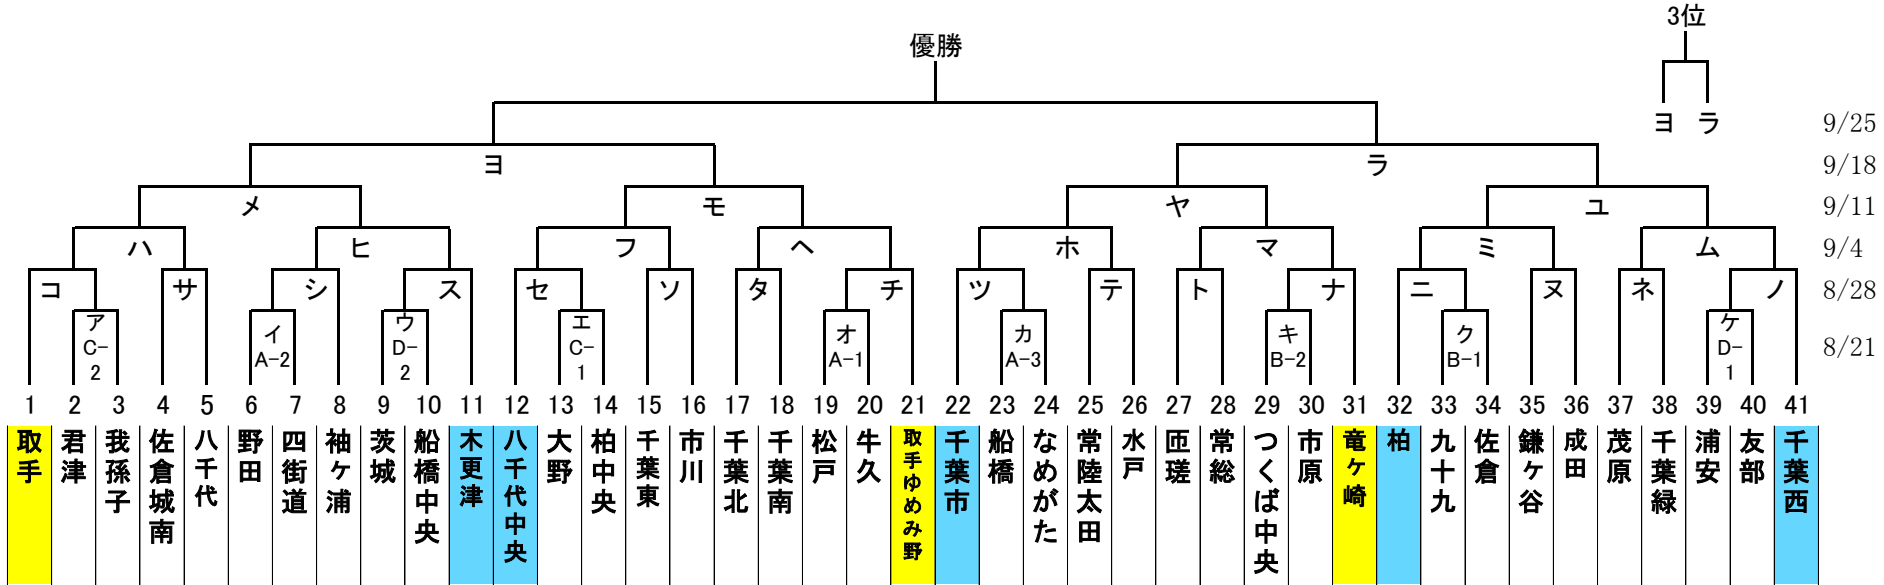 3位
優勝
ヨ ラ 9/25
ヨ ラ 9/18
メ モ ヤ ユ 9/11
ハ ヒ フ ヘ ホ マ ミ ム 9/4
コ サ シ ス セ ソ タ チ ツ テ ト ナ ニ ヌ ネ ノ 8/28
ア C-2 イ A-2 ウ D-2 エ C-1 オ A-1 カ A-3 キ B-2 ク B-1 ケ D-1 8/21
1 2 3 4 5 6 7 8 9 10 11 12 13 14 15 16 17 18 19 20 21 22 23 24 25 26 27 28 29 30 31 32 33 34 35 36 37 38 39 40 41
取手
君津
我孫子
佐倉城南
八千代
野田
四街道
袖ヶ浦
茨城
船橋中央
木更津
八千代中央
大野
柏中央
千葉東
市川
千葉北
千葉南
松戸
牛久
取手ゆめみ野
千葉市
船橋
なめがた
常陸太田
水戸
匝瑳
常総
つくば中央
市原
竜ヶ崎
柏
九十九
佐倉
鎌ヶ谷
成田
茂原
千葉緑
浦安
友部
千葉西